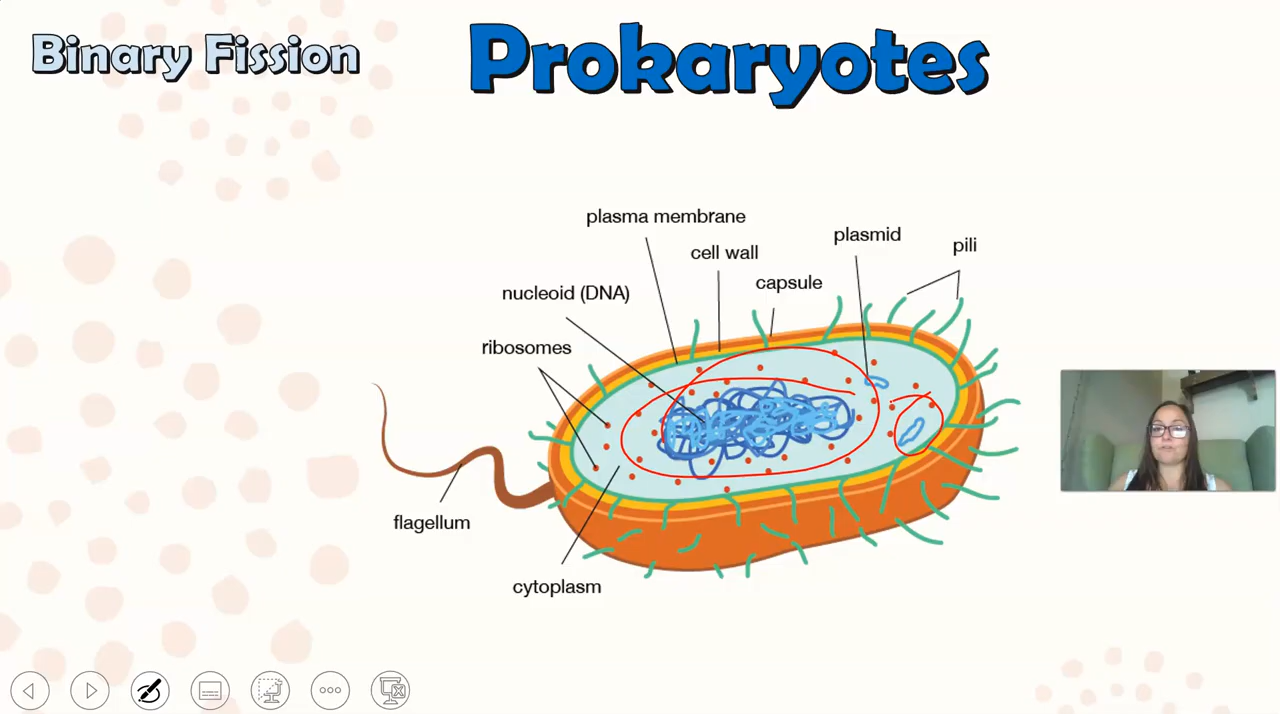 Binary Fission
Prokaryotes
plasma membrane
plasmid
pili
cell wall
capsule
nucleoid (DNA)
ribosomes
flagellum
cytoplasm